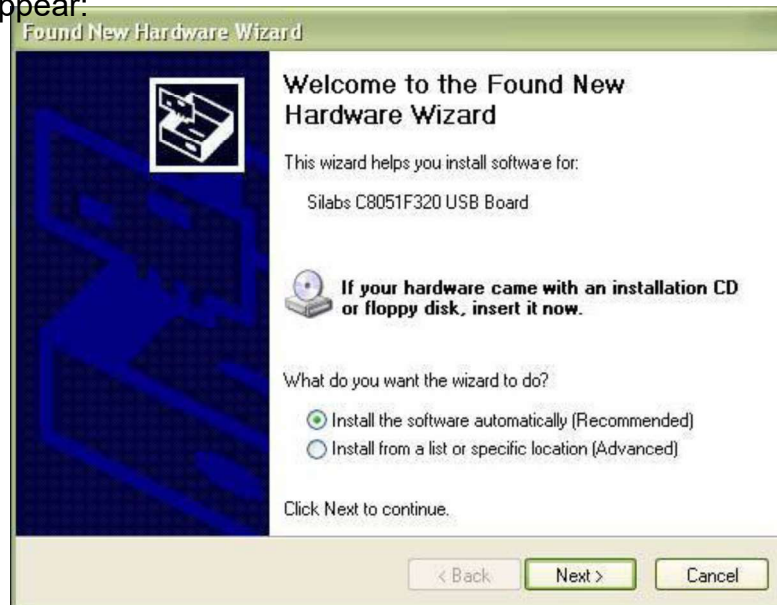 ppear:
Found New Hardware Wizard
Welcome to the Found New
Hardware Wizard
This wizard helps you install software for:
Silabs C8051F320 USB Board
If your hardware came with an installation CD
or floppy disk, insert it now.
What do you want the wizard to do?
Install the software automatically (Recommended)
Install from a list or specific location (Advanced)
Click Next to continue.
< Back Next > Cancel